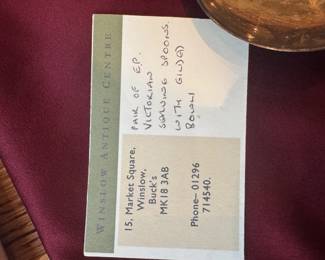 WINSLOW ANTIQUE CENTRE
PAIR OF E.P.
VICTORIAN
SERVING SPOONS
WITH GILDED
BOWLS
15, Market Square,
Winslow,
Buck's
MK18 3AB
Phone- 01296
714540.